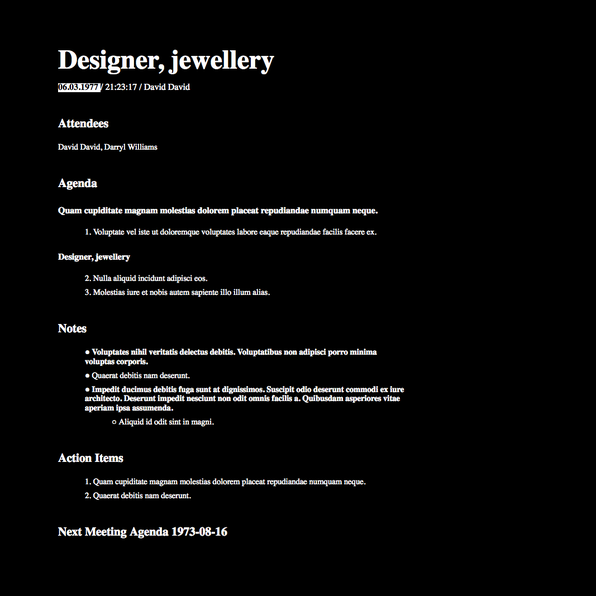 Designer, jewellery
06.03.1977 / 21:23:17 / David David
Attendees
David David, Darryl Williams
Agenda
Quam cupiditate magnam molestias dolorem placeat repudiandae numquam neque.
1. Voluptate vel iste ut doloremque voluptates labore eaque repudiandae facilis facere ex.
Designer, jewellery
2. Nulla aliquid incidunt adipisci eos.
3. Molestias iure et nobis autem sapiente illo illum alias.
Notes
● Voluptates nihil veritatis delectus debitis. Voluptatibus non adipisci porro minima
voluptas corporis.
● Quaerat debitis nam deserunt.
● Impedit ducimus debitis fuga sunt at dignissimos. Suscipit odio deserunt commodi ex iure
architecto. Deserunt impedit nesciunt non odit omnis facilis a. Quibusdam asperiores vitae
aperiam ipsa assumenda.
○ Aliquid id odit sint in magni.
Action Items
1. Quam cupiditate magnam molestias dolorem placeat repudiandae numquam neque.
2. Quaerat debitis nam deserunt.
Next Meeting Agenda 1973-08-16